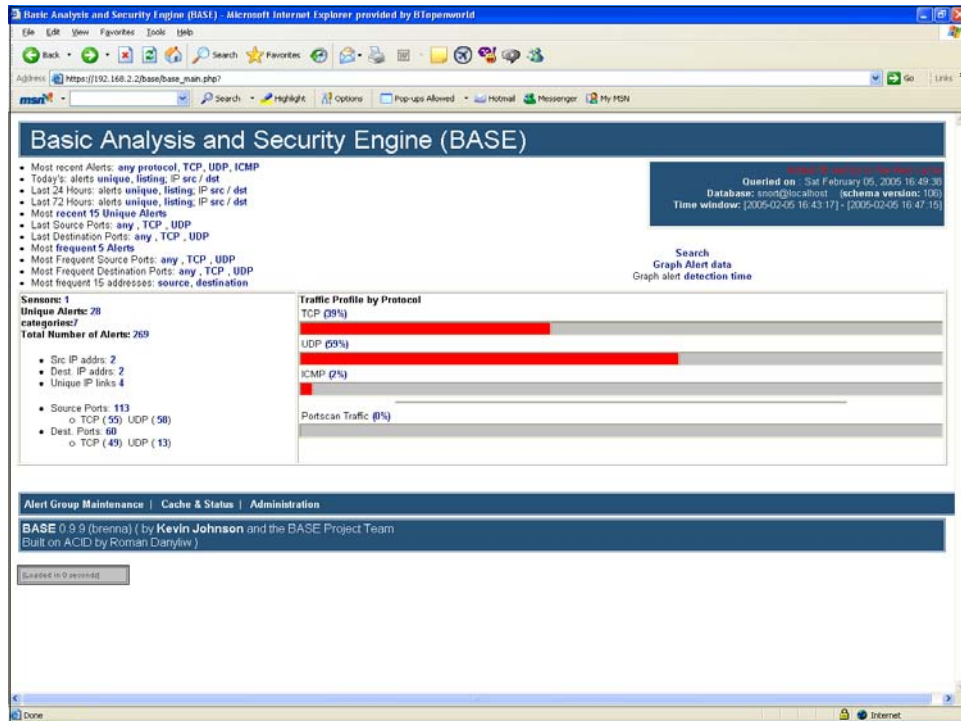 Basic Analysis and Security Engine (BASE) - Microsoft Internet Explorer provided by BTopenworld
File Edit View Favorites Tools Help
Back Search Favorites
Address https://192.168.2.2/base/base_main.php? Go Links
msn Search Highlight Options Pop-ups Allowed Hotmail Messenger My MSN
Basic Analysis and Security Engine (BASE)
• Most recent Alerts: any protocol, TCP, UDP, ICMP
• Today's: alerts unique, listing; IP src / dst
• Last 24 Hours: alerts unique, listing; IP src / dst
• Last 72 Hours: alerts unique, listing; IP src / dst
• Most recent 15 Unique Alerts
• Last Source Ports: any , TCP , UDP
• Last Destination Ports: any , TCP , UDP
• Most frequent 5 Alerts
• Most Frequent Source Ports: any , TCP , UDP
• Most Frequent Destination Ports: any , TCP , UDP
• Most frequent 15 addresses: source, destination
Queried on : Sat February 05, 2005 16:49:30
Database: snort@localhost (schema version: 106)
Time window: [2005-02-05 16:43:17] - [2005-02-05 16:47:15]
Search
Graph Alert data
Graph alert detection time
Sensors: 1
Unique Alerts: 28
categories:7
Total Number of Alerts: 269
• Src IP addrs: 2
• Dest. IP addrs: 2
• Unique IP links 4
• Source Ports: 113
o TCP ( 55) UDP ( 58)
• Dest. Ports: 60
o TCP ( 49) UDP ( 13)
Traffic Profile by Protocol
TCP (39%)
UDP (59%)
ICMP (2%)
Portscan Traffic (0%)
Alert Group Maintenance | Cache & Status | Administration
BASE 0.9.9 (brenna) ( by Kevin Johnson and the BASE Project Team
Built on ACID by Roman Danyliw )
[Loaded in 0 seconds]
Done Internet